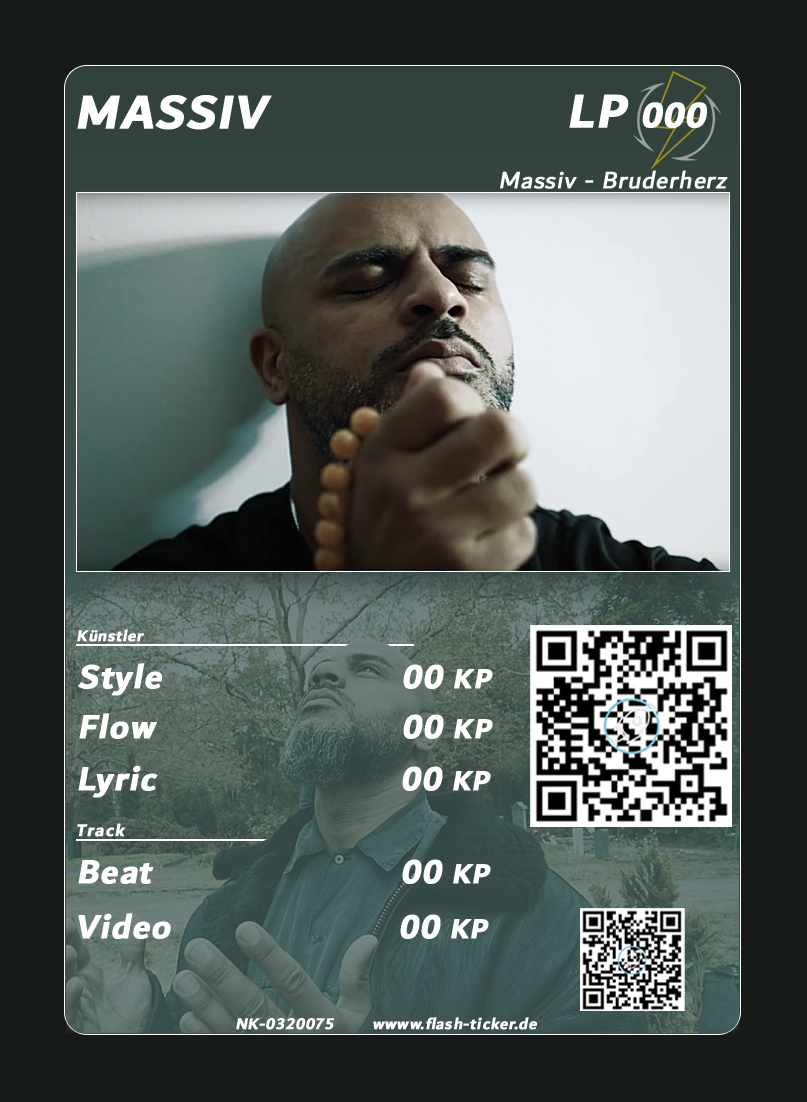 MASSIV
LP 000
Massiv - Bruderherz
Künstler
Style 00 KP
Flow 00 KP
Lyric 00 KP
Track
Beat 00 KP
Video 00 KP
NK-0320075 wwww.flash-ticker.de